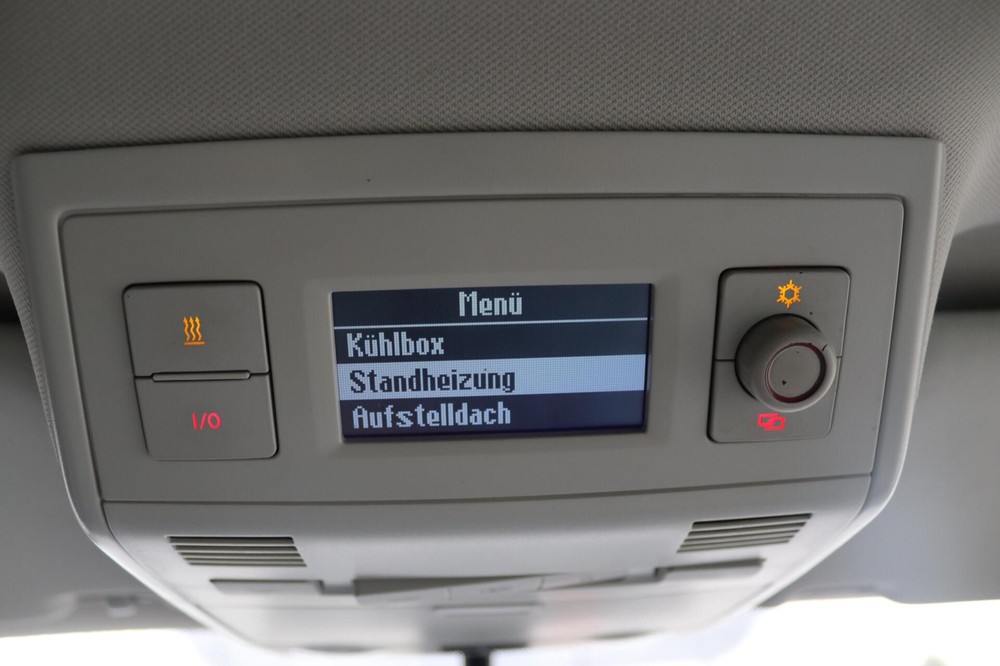 Menü
Kühlbox
Standheizung
Aufstelldach
I/O